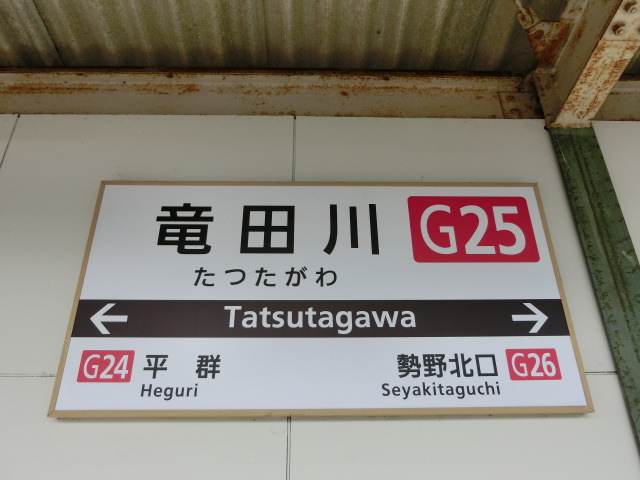 竜田川 G25
たつたがわ
← Tatsutagawa →
G24 平群 勢野北口 G26
Heguri Seyakitaguchi